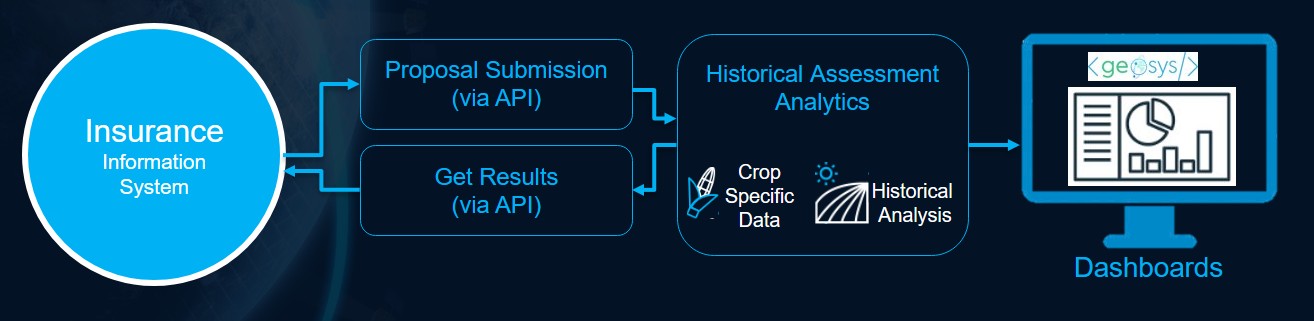 Insurance
Information
System
Proposal Submission
(via API)
Get Results
(via API)
Historical Assessment
Analytics
Crop
Specific
Data
Historical
Analysis
<geosys/>
Dashboards